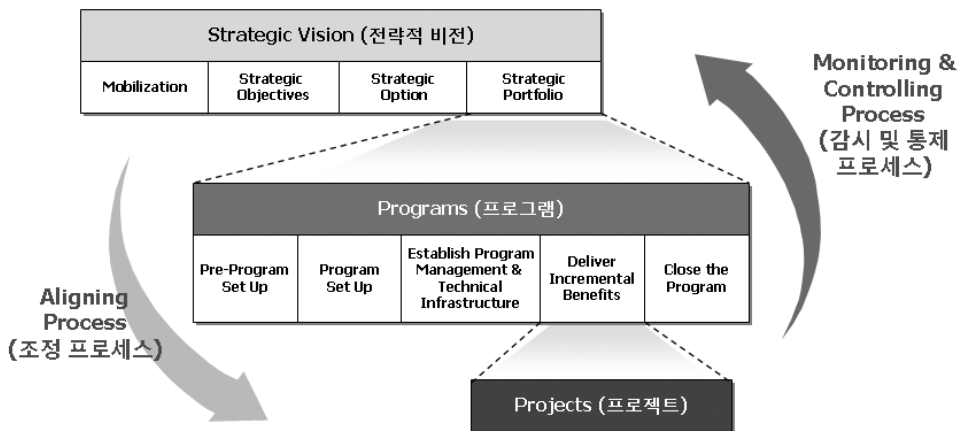 Strategic Vision (전략적 비전)
Mobilization
Strategic
Objectives
Strategic
Option
Strategic
Portfolio
Monitoring &
Controlling
Process
(감시 및 통제
프로세스)
Programs (프로그램)
Pre-Program
Set Up
Program
Set Up
Establish Program
Management &
Technical
Infrastructure
Deliver
Incremental
Benefits
Close the
Program
Aligning
Process
(조정 프로세스)
Projects (프로젝트)